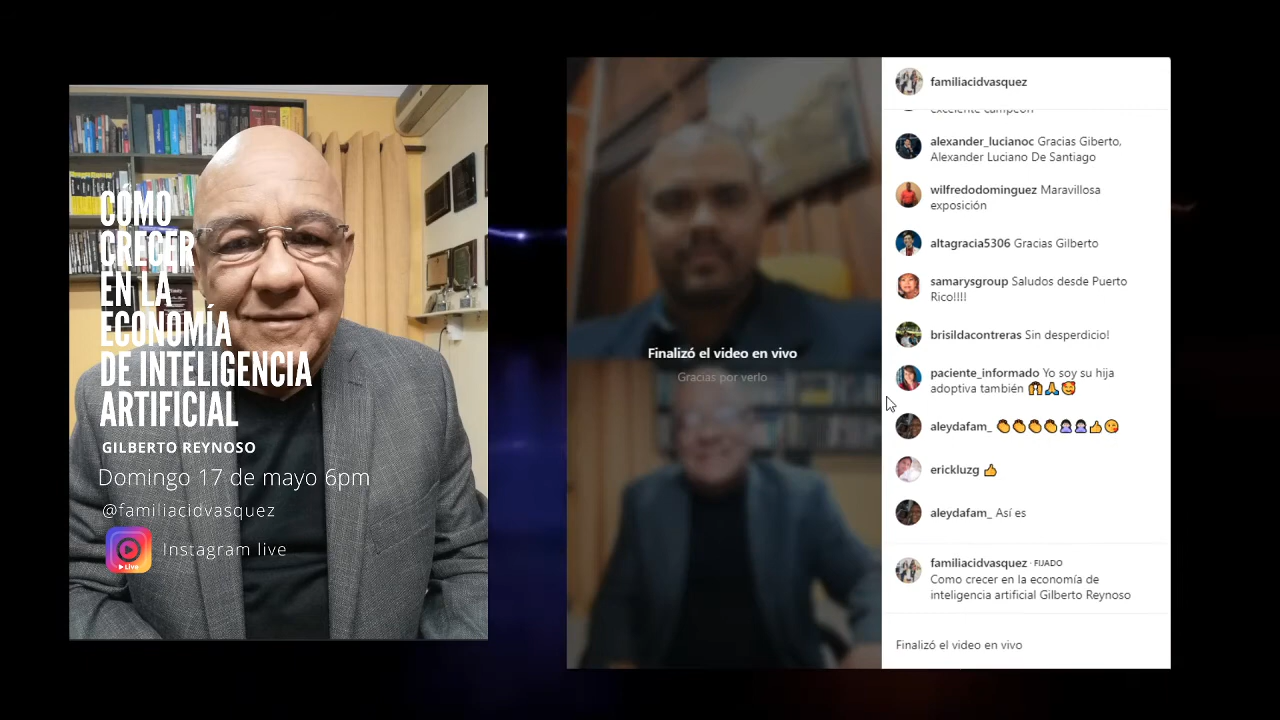 CÓMO
CRECER
EN LA
ECONOMÍA
DE INTELIGENCIA
ARTIFICIAL
GILBERTO REYNOSO
Domingo 17 de mayo 6pm
@familiacidvasquez
Live
Instagram live
Finalizó el video en vivo
Gracias por verlo
familiacidvasquez
excelente campeón
alexander_lucianoc Gracias Giberto,
Alexander Luciano De Santiago
wilfredodominguez Maravillosa
exposición
altagracia5306 Gracias Gilberto
samarysgroup Saludos desde Puerto
Rico!!!!
brisildacontreras Sin desperdicio!
paciente_informado Yo soy su hija
adoptiva también 🙌🙏🥰
aleydafam_ 👏👏👏👏🙇‍♀️🙇‍♀️👍😘
erickluzg 👍
aleydafam_ Así es
familiacidvasquez · FIJADO
Como crecer en la economía de
inteligencia artificial Gilberto Reynoso
Finalizó el video en vivo